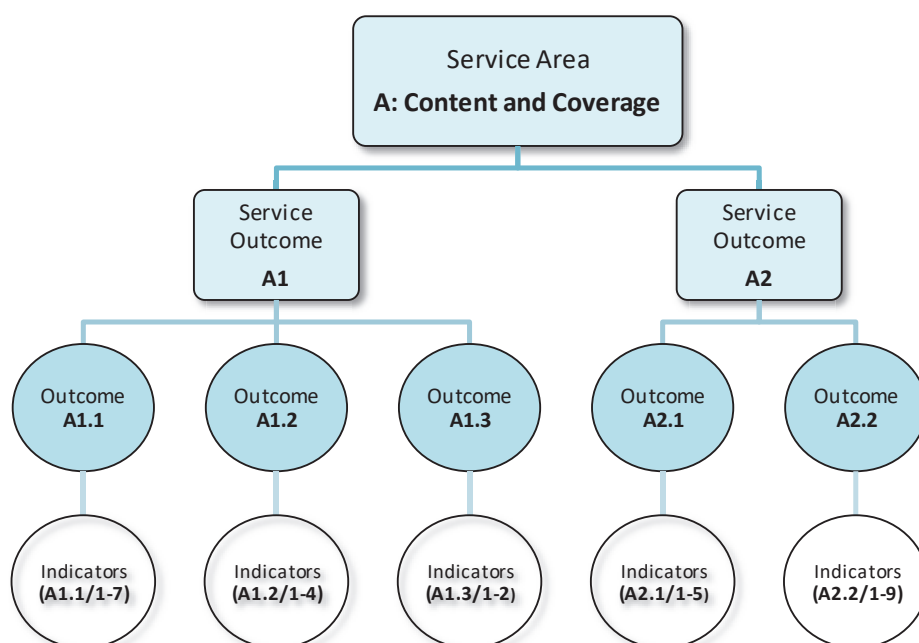 Service Area
A: Content and Coverage
Service
Outcome
A1
Service
Outcome
A2
Outcome
A1.1
Outcome
A1.2
Outcome
A1.3
Outcome
A2.1
Outcome
A2.2
Indicators
(A1.1/1-7)
Indicators
(A1.2/1-4)
Indicators
(A1.3/1-2)
Indicators
(A2.1/1-5)
Indicators
(A2.2/1-9)